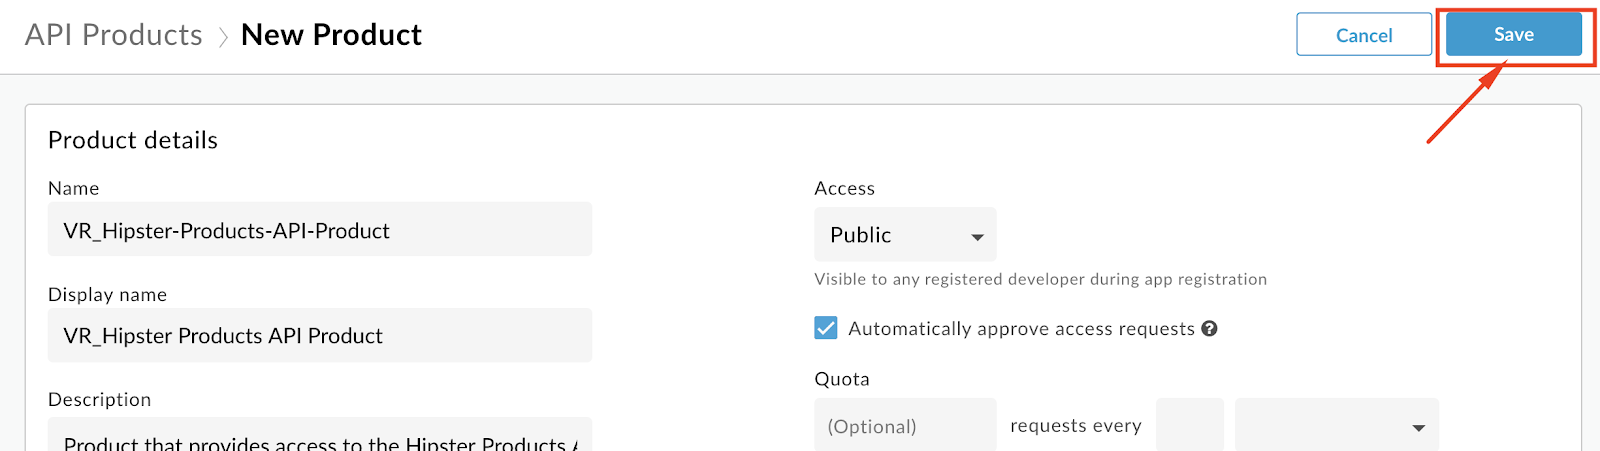 API Products > New Product
Cancel
Save
Product details
Name
VR_Hipster-Products-API-Product
Display name
VR_Hipster Products API Product
Description
Product that provides access to the Hipster Products
Access
Public
Visible to any registered developer during app registration
Automatically approve access requests ?
Quota
(Optional) requests every